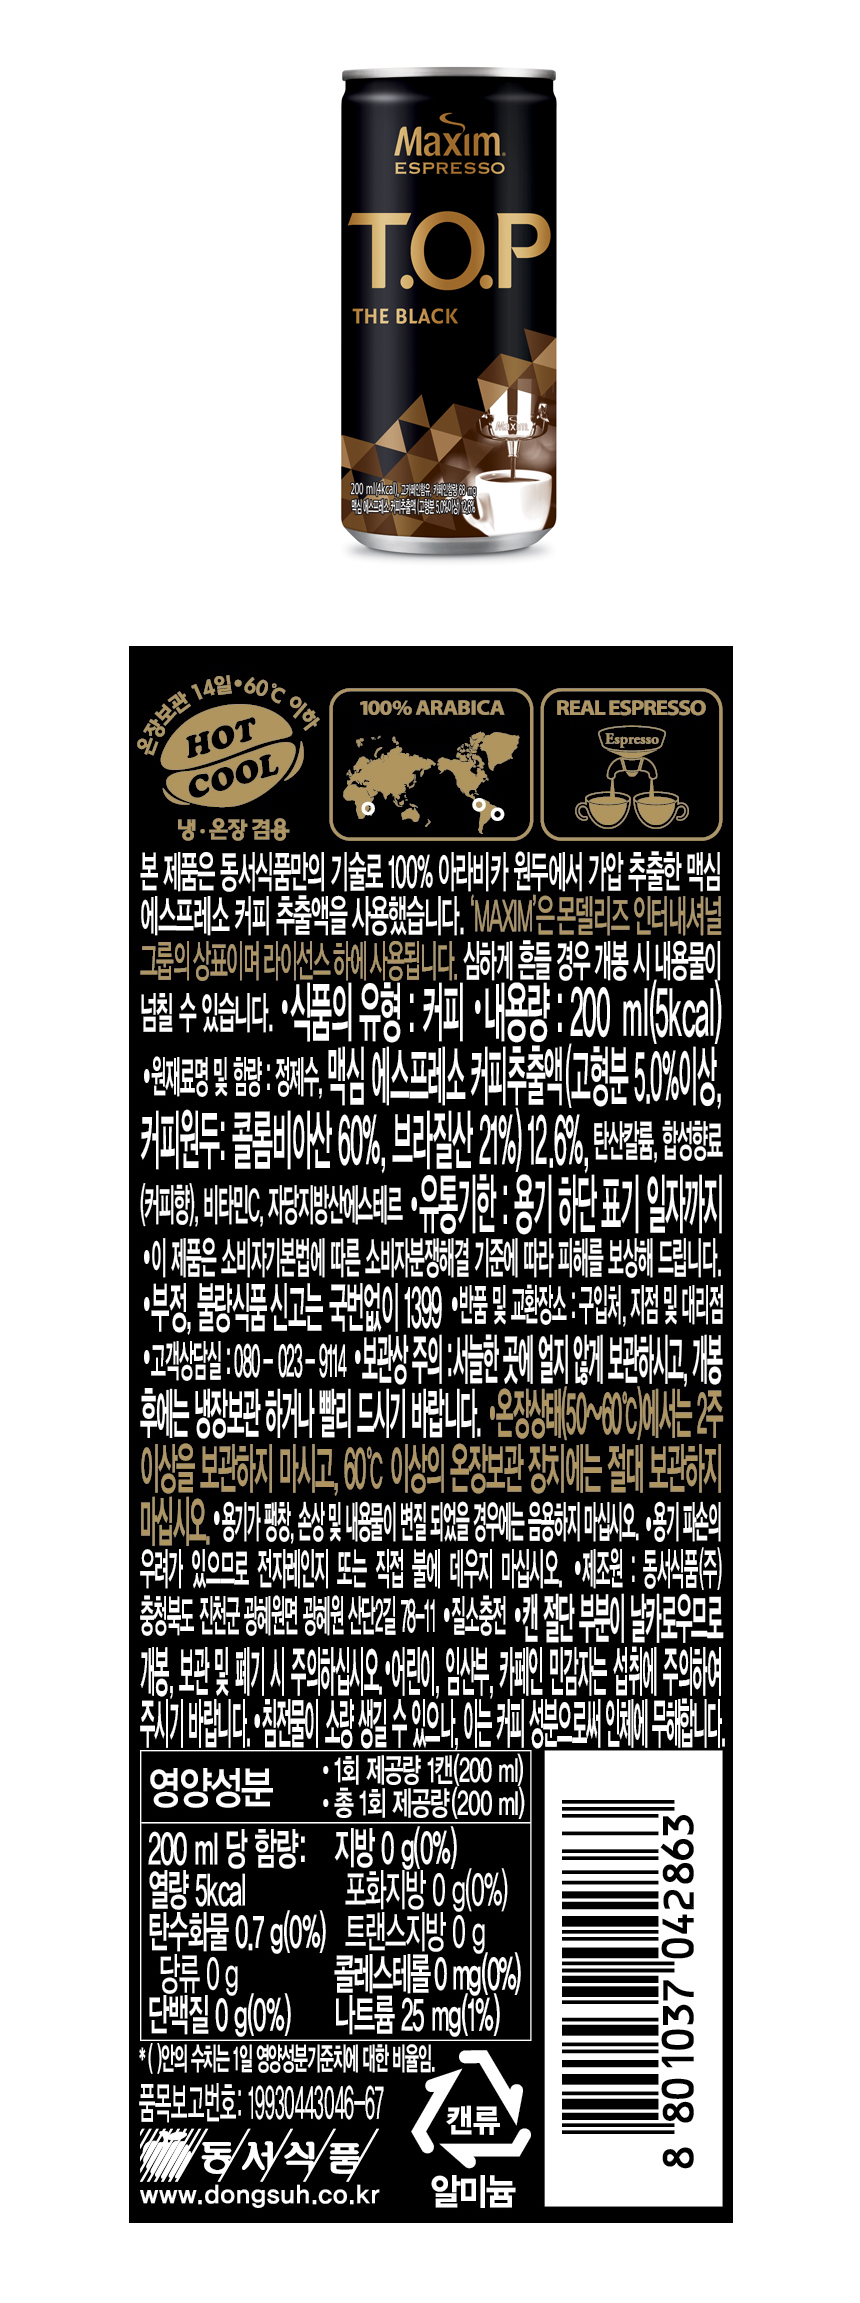 Maxim
ESPRESSO
T.O.P
THE BLACK
Maxim
200 ml(4kcal), 고카페인함유, 카페인함량 68 mg
맥심 에스프레소 커피추출액 (고형분 5.0%이상) 12.6%
온장보관 14일•60℃ 이하
HOT
COOL
냉·온장 겸용
100% ARABICA
REAL ESPRESSO
Espresso
본 제품은 동서식품만의 기술로 100% 아라비카 원두에서 가압 추출한 맥심
에스프레소 커피 추출액을 사용했습니다. 'MAXIM'은 몬델리즈 인터내셔널
그룹의 상표이며 라이선스 하에 사용됩니다. 심하게 흔들 경우 개봉 시 내용물이
넘칠 수 있습니다. •식품의 유형 : 커피 •내용량 : 200 ml(5kcal)
•원재료명 및 함량 : 정제수, 맥심 에스프레소 커피추출액(고형분 5.0%이상,
커피원두: 콜롬비아산 60%, 브라질산 21%) 12.6%, 탄산칼륨, 합성향료
(커피향), 비타민C, 자당지방산에스테르 •유통기한 : 용기 하단 표기 일자까지
•이 제품은 소비자기본법에 따른 소비자분쟁해결 기준에 따라 피해를 보상해 드립니다.
•부정, 불량식품 신고는 국번없이 1399 •반품 및 교환장소 : 구입처, 지점 및 대리점
•고객상담실 : 080 - 023 - 9114 •보관상 주의 : 서늘한 곳에 얼지 않게 보관하시고, 개봉
후에는 냉장보관 하거나 빨리 드시기 바랍니다. •온장상태(50~60℃)에서는 2주
이상을 보관하지 마시고, 60℃ 이상의 온장보관 장치에는 절대 보관하지
마십시오. •용기가 팽창, 손상 및 내용물이 변질 되었을 경우에는 음용하지 마십시오. •용기 파손의
우려가 있으므로 전자레인지 또는 직접 불에 데우지 마십시오. •제조원 : 동서식품(주)
충청북도 진천군 광혜원면 광혜원 산단2길 78-11 •질소충전 •캔 절단 부분이 날카로우므로
개봉, 보관 및 폐기 시 주의하십시오 •어린이, 임산부, 카페인 민감자는 섭취에 주의하여
주시기 바랍니다. •침전물이 소량 생길 수 있으나, 이는 커피 성분으로써 인체에 무해합니다.
영양성분
• 1회 제공량 1캔(200 ml)
• 총 1회 제공량(200 ml)
200 ml 당 함량: 지방 0 g(0%)
열량 5kcal 포화지방 0 g(0%)
탄수화물 0.7 g(0%) 트랜스지방 0 g
당류 0 g 콜레스테롤 0 mg(0%)
단백질 0 g(0%) 나트륨 25 mg(1%)
* ( )안의 수치는 1일 영양성분기준치에 대한 비율임.
품목보고번호: 19930443046-67
동서식품
www.dongsuh.co.kr
캔류
알미늄
8 801037 042863